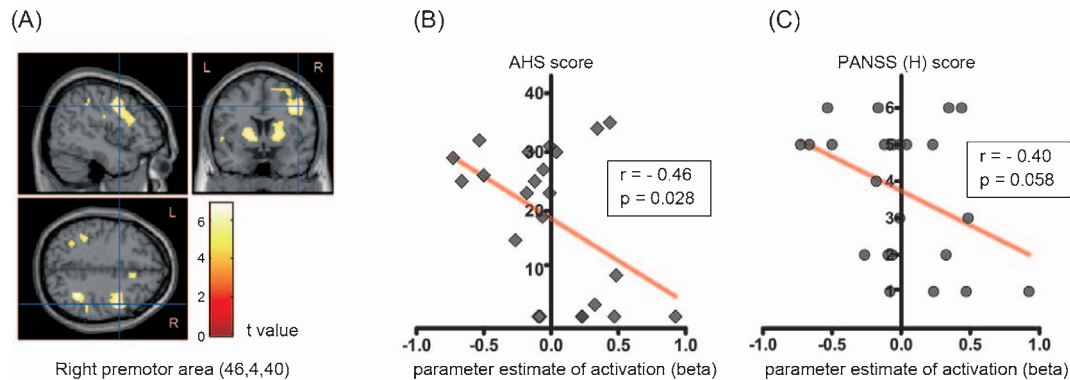 (A)
L
R
L
R
6
4
2
0
t value
Right premotor area (46,4,40)
(B)
AHS score
40
30
20
10
r = - 0.46
p = 0.028
-1.0
-0.5
0.0
0.5
1.0
parameter estimate of activation (beta)
(C)
PANSS (H) score
6
5
4
3
2
1
r = - 0.40
p = 0.058
-1.0
-0.5
0.0
0.5
1.0
parameter estimate of activation (beta)